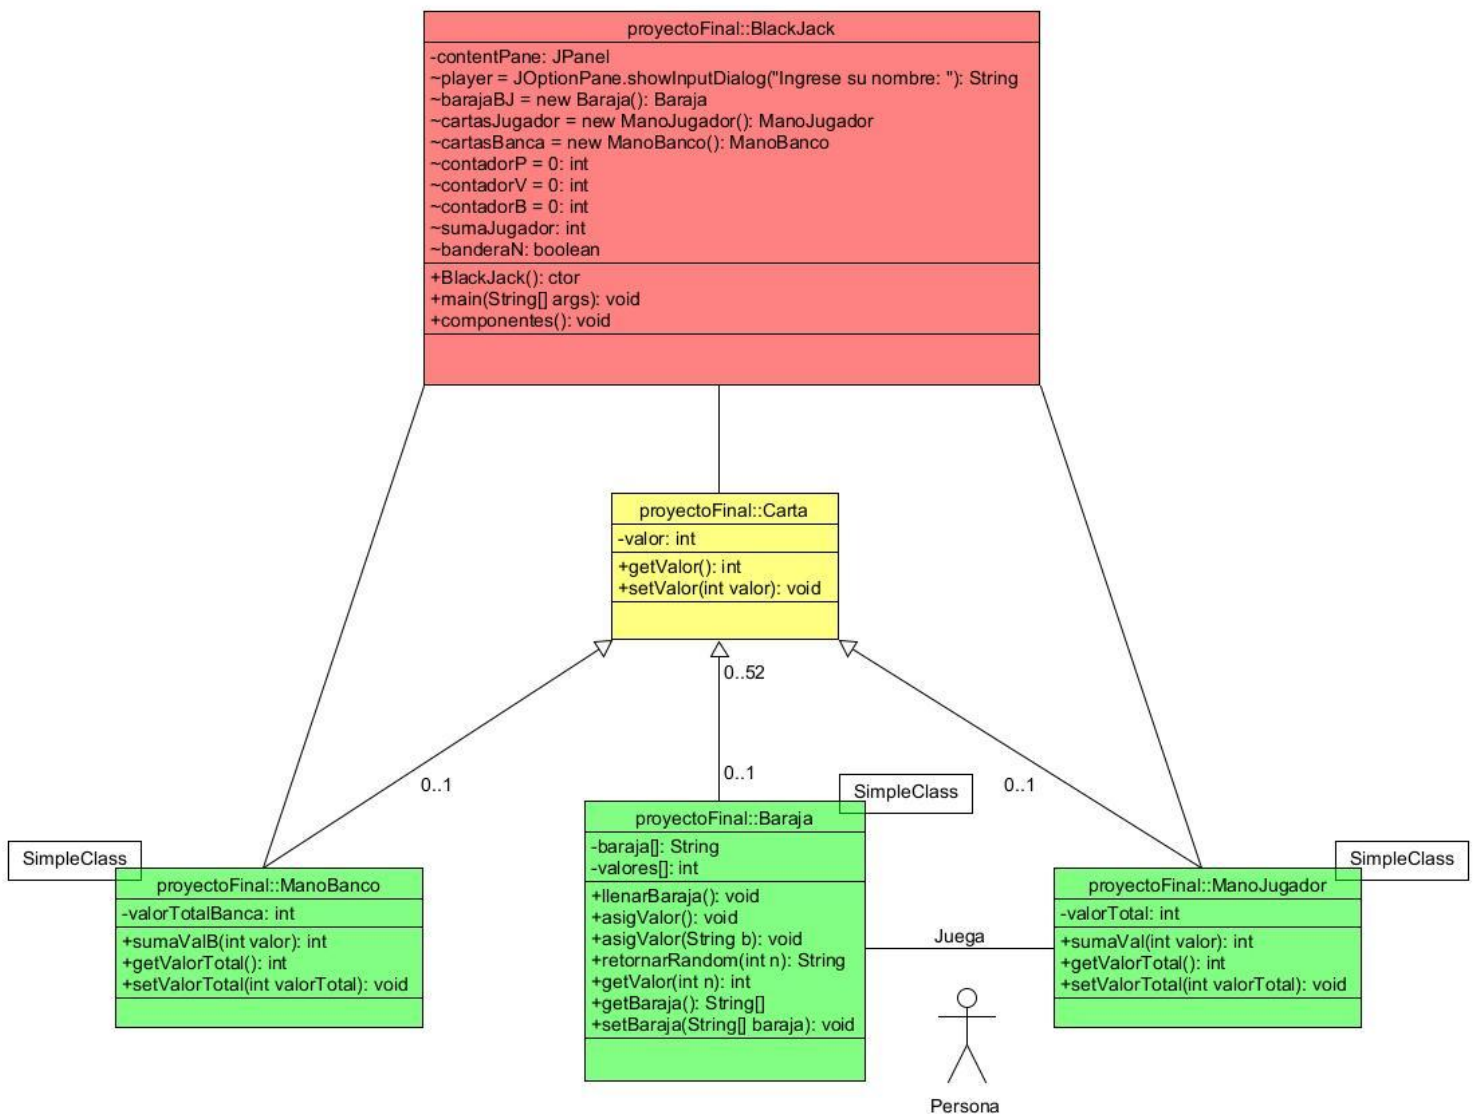 proyectoFinal::BlackJack
-contentPane: JPanel
~player = JOptionPane.showInputDialog("Ingrese su nombre: "): String
~barajaBJ = new Baraja(): Baraja
~cartasJugador = new ManoJugador(): ManoJugador
~cartasBanca = new ManoBanco(): ManoBanco
~contadorP = 0: int
~contadorV = 0: int
~contadorB = 0: int
~sumaJugador: int
~banderaN: boolean
+BlackJack(): ctor
+main(String[] args): void
+componentes(): void
proyectoFinal::Carta
-valor: int
+getValor(): int
+setValor(int valor): void
0..52
0..1
0..1
0..1
SimpleClass
proyectoFinal::ManoBanco
-valorTotalBanca: int
+sumaValB(int valor): int
+getValorTotal(): int
+setValorTotal(int valorTotal): void
SimpleClass
proyectoFinal::Baraja
-baraja[]: String
-valores[]: int
+llenarBaraja(): void
+asigValor(): void
+asigValor(String b): void
+retornarRandom(int n): String
+getValor(int n): int
+getBaraja(): String[]
+setBaraja(String[] baraja): void
Juega
Persona
SimpleClass
proyectoFinal::ManoJugador
-valorTotal: int
+sumaVal(int valor): int
+getValorTotal(): int
+setValorTotal(int valorTotal): void